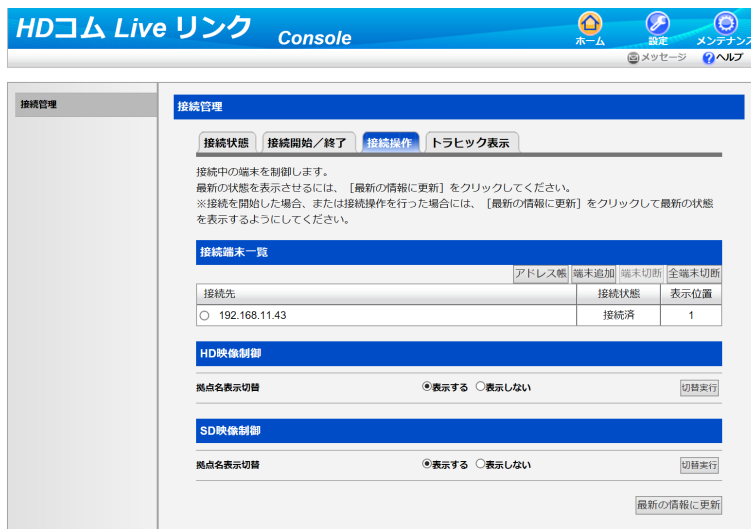 HDコム Live リンク Console
ホーム 設定 メンテナンス
メッセージ ヘルプ
接続管理
接続管理
接続状態 接続開始／終了 接続操作 トラヒック表示
接続中の端末を制御します。
最新の状態を表示させるには、［最新の情報に更新］をクリックしてください。
※接続を開始した場合、または接続操作を行った場合には、［最新の情報に更新］をクリックして最新の状態
を表示するようにしてください。
接続端末一覧
アドレス帳 端末追加 端末切断 全端末切断
接続先 接続状態 表示位置
192.168.11.43 接続済 1
HD映像制御
拠点名表示切替 表示する 表示しない 切替実行
SD映像制御
拠点名表示切替 表示する 表示しない 切替実行
最新の情報に更新